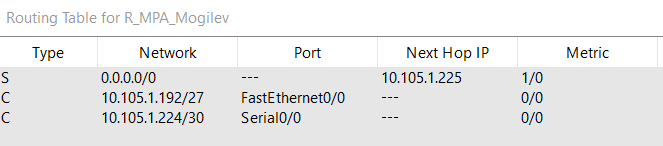 Routing Table for R_MPA_Mogilev
Type Network Port Next Hop IP Metric
S 0.0.0.0/0 --- 10.105.1.225 1/0
C 10.105.1.192/27 FastEthernet0/0 --- 0/0
C 10.105.1.224/30 Serial0/0 --- 0/0